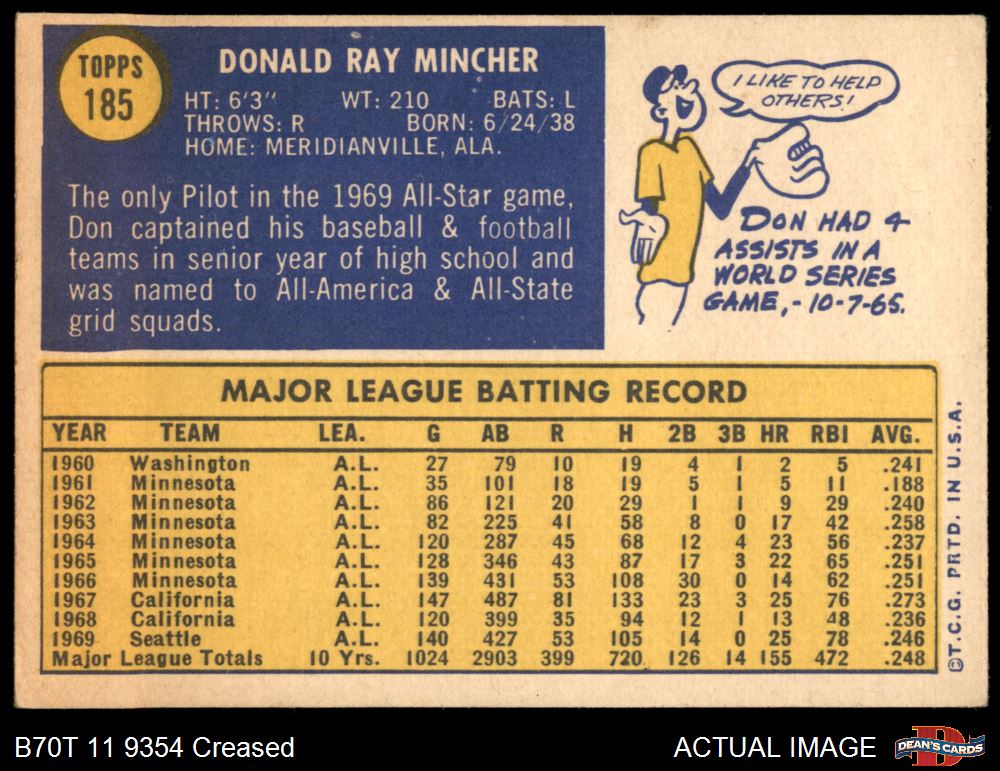 TOPPS
185
DONALD RAY MINCHER
HT: 6'3" WT: 210 BATS: L
THROWS: R BORN: 6/24/38
HOME: MERIDIANVILLE, ALA.
The only Pilot in the 1969 All-Star game,
Don captained his baseball & football
teams in senior year of high school and
was named to All-America & All-State
grid squads.
I LIKE TO HELP
OTHERS!
DON HAD 4
ASSISTS IN A
WORLD SERIES
GAME,- 10-7-65.
MAJOR LEAGUE BATTING RECORD
YEAR TEAM LEA. G AB R H 2B 3B HR RBI AVG.
1960 Washington A.L. 27 79 10 19 4 1 2 5 .241
1961 Minnesota A.L. 35 101 18 19 5 1 5 11 .188
1962 Minnesota A.L. 86 121 20 29 1 1 9 29 .240
1963 Minnesota A.L. 82 225 41 58 8 0 17 42 .258
1964 Minnesota A.L. 120 287 45 68 12 4 23 56 .237
1965 Minnesota A.L. 128 346 43 87 17 3 22 65 .251
1966 Minnesota A.L. 139 431 53 108 30 0 14 62 .251
1967 California A.L. 147 487 81 133 23 3 25 76 .273
1968 California A.L. 120 399 35 94 12 1 13 48 .236
1969 Seattle A.L. 140 427 53 105 14 0 25 78 .246
Major League Totals 10 Yrs. 1024 2903 399 720 126 14 155 472 .248
©T.C.G. PRTD. IN U.S.A.
B70T 11 9354 Creased
ACTUAL IMAGE
D
DEAN'S CARDS